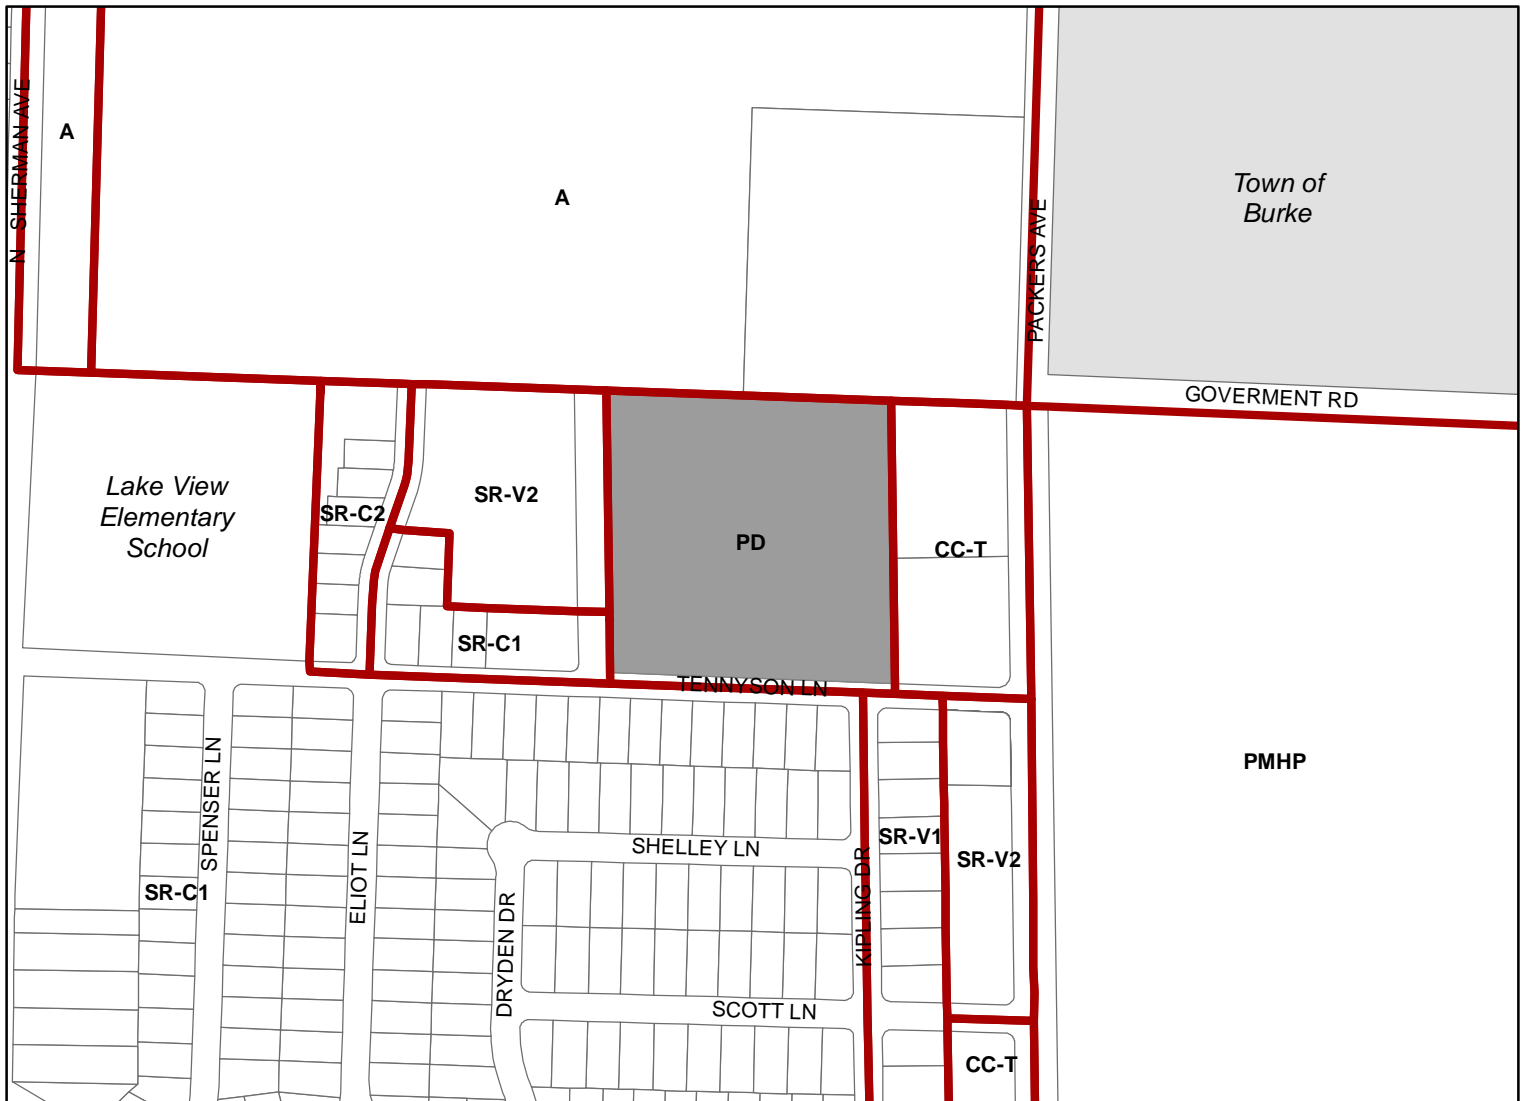 N SHERMAN AVE
A
A
PACKERS AVE
Town of
Burke
GOVERMENT RD
Lake View
Elementary
School
SR-C2
SR-V2
PD
CC-T
SR-C1
TENNYSON LN
SPENSER LN
ELIOT LN
SR-C1
DRYDEN DR
SHELLEY LN
SCOTT LN
KIPLING DR
SR-V1
SR-V2
CC-T
PMHP